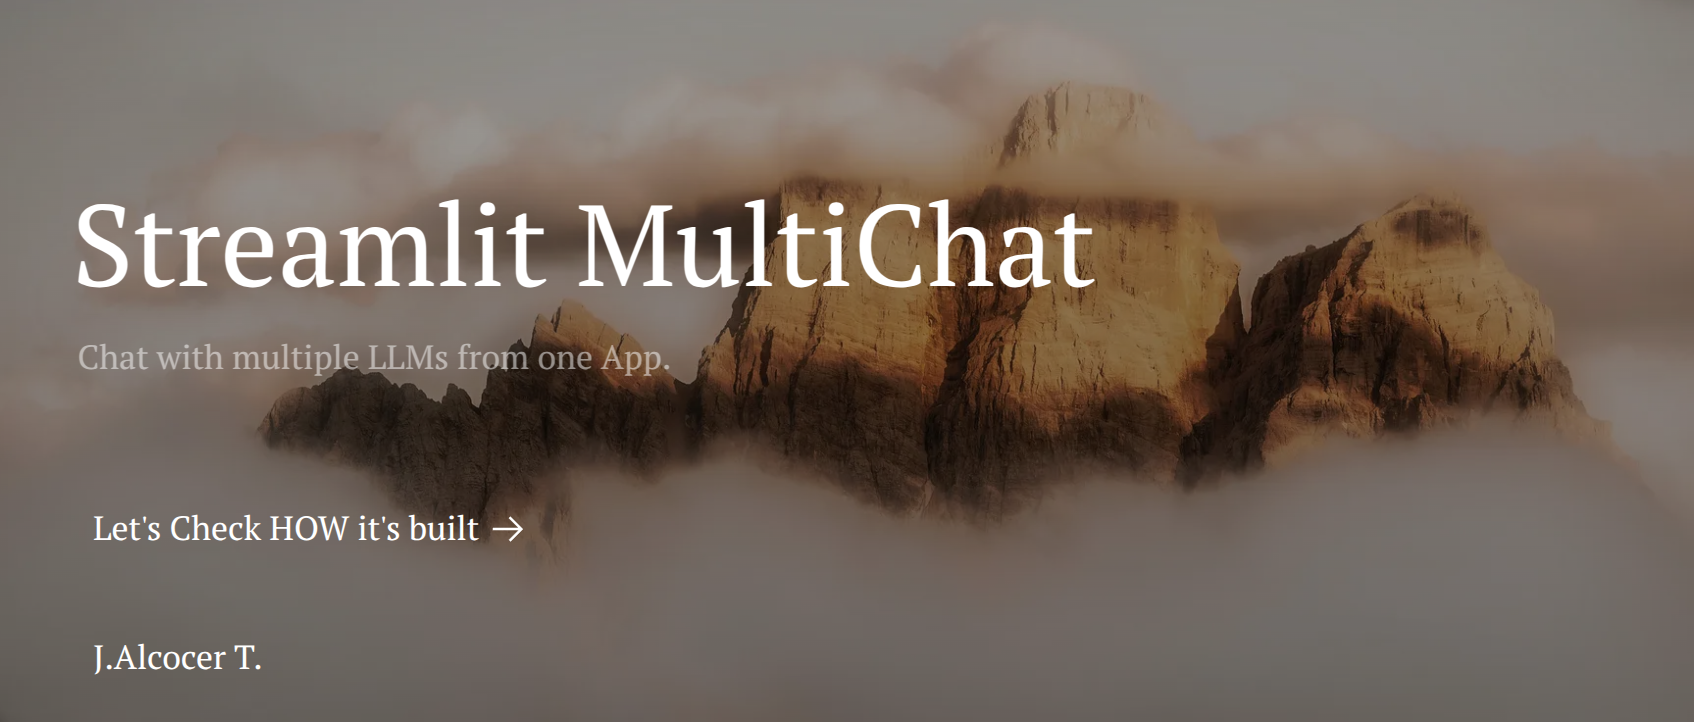 Streamlit MultiChat
Chat with multiple LLMs from one App.
Let's Check HOW it's built →
J.Alcocer T.